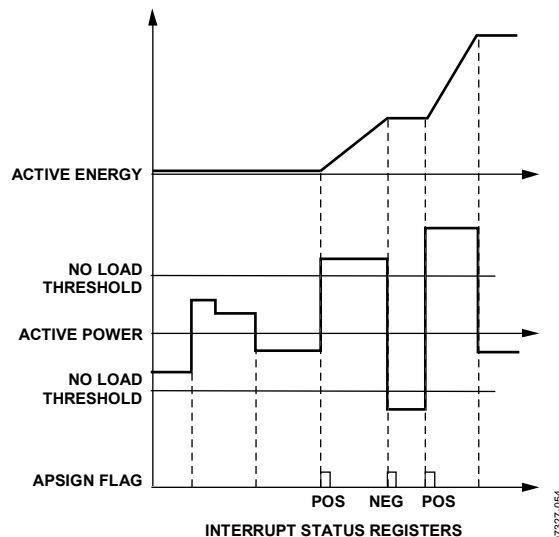 ACTIVE ENERGY
NO LOAD
THRESHOLD
ACTIVE POWER
NO LOAD
THRESHOLD
APSIGN FLAG
POS NEG POS
INTERRUPT STATUS REGISTERS